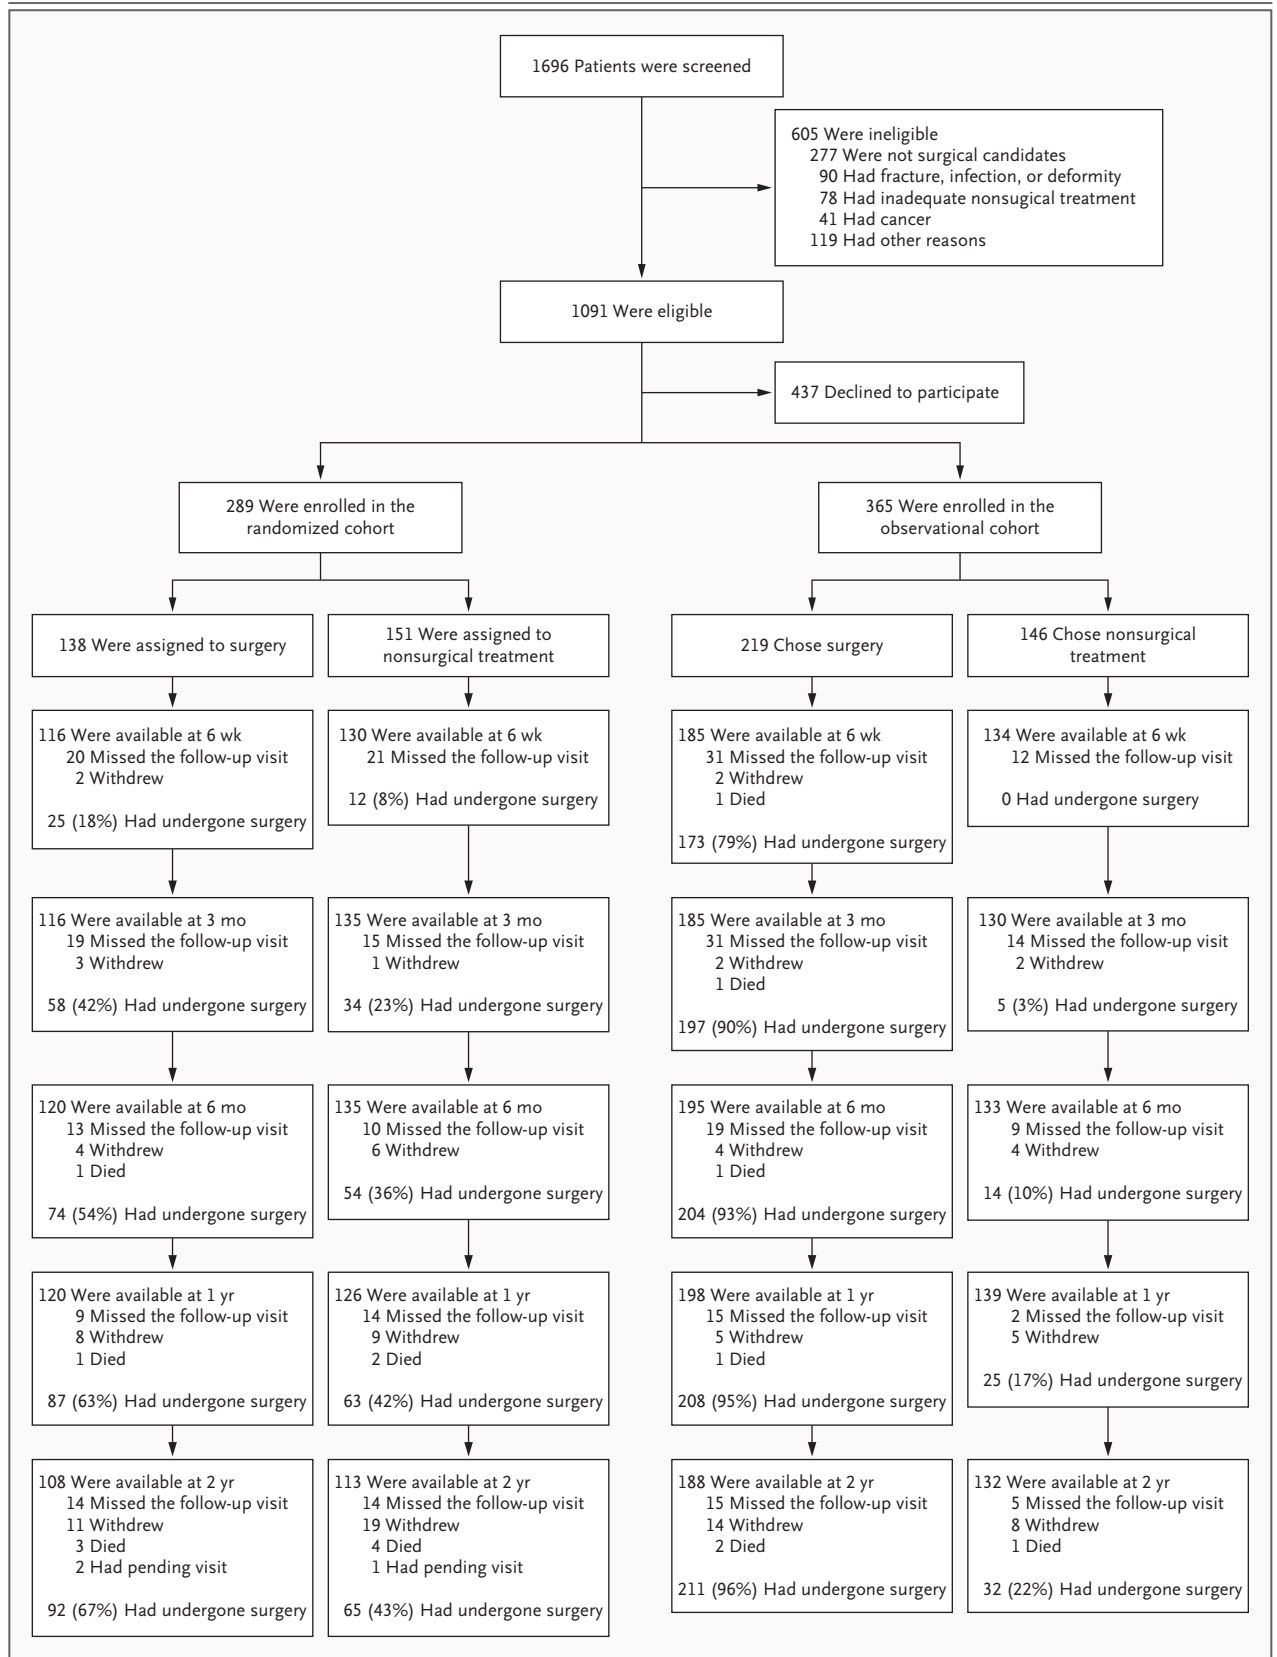 1696 Patients were screened
605 Were ineligible
277 Were not surgical candidates
90 Had fracture, infection, or deformity
78 Had inadequate nonsugical treatment
41 Had cancer
119 Had other reasons
1091 Were eligible
437 Declined to participate
289 Were enrolled in the
randomized cohort
365 Were enrolled in the
observational cohort
138 Were assigned to surgery
151 Were assigned to
nonsurgical treatment
219 Chose surgery
146 Chose nonsurgical
treatment
116 Were available at 6 wk
20 Missed the follow-up visit
2 Withdrew
25 (18%) Had undergone surgery
130 Were available at 6 wk
21 Missed the follow-up visit
12 (8%) Had undergone surgery
185 Were available at 6 wk
31 Missed the follow-up visit
2 Withdrew
1 Died
173 (79%) Had undergone surgery
134 Were available at 6 wk
12 Missed the follow-up visit
0 Had undergone surgery
116 Were available at 3 mo
19 Missed the follow-up visit
3 Withdrew
58 (42%) Had undergone surgery
135 Were available at 3 mo
15 Missed the follow-up visit
1 Withdrew
34 (23%) Had undergone surgery
185 Were available at 3 mo
31 Missed the follow-up visit
2 Withdrew
1 Died
197 (90%) Had undergone surgery
130 Were available at 3 mo
14 Missed the follow-up visit
2 Withdrew
5 (3%) Had undergone surgery
120 Were available at 6 mo
13 Missed the follow-up visit
4 Withdrew
1 Died
74 (54%) Had undergone surgery
135 Were available at 6 mo
10 Missed the follow-up visit
6 Withdrew
54 (36%) Had undergone surgery
195 Were available at 6 mo
19 Missed the follow-up visit
4 Withdrew
1 Died
204 (93%) Had undergone surgery
133 Were available at 6 mo
9 Missed the follow-up visit
4 Withdrew
14 (10%) Had undergone surgery
120 Were available at 1 yr
9 Missed the follow-up visit
8 Withdrew
1 Died
87 (63%) Had undergone surgery
126 Were available at 1 yr
14 Missed the follow-up visit
9 Withdrew
2 Died
63 (42%) Had undergone surgery
198 Were available at 1 yr
15 Missed the follow-up visit
5 Withdrew
1 Died
208 (95%) Had undergone surgery
139 Were available at 1 yr
2 Missed the follow-up visit
5 Withdrew
25 (17%) Had undergone surgery
108 Were available at 2 yr
14 Missed the follow-up visit
11 Withdrew
3 Died
2 Had pending visit
92 (67%) Had undergone surgery
113 Were available at 2 yr
14 Missed the follow-up visit
19 Withdrew
4 Died
1 Had pending visit
65 (43%) Had undergone surgery
188 Were available at 2 yr
15 Missed the follow-up visit
14 Withdrew
2 Died
211 (96%) Had undergone surgery
132 Were available at 2 yr
5 Missed the follow-up visit
8 Withdrew
1 Died
32 (22%) Had undergone surgery